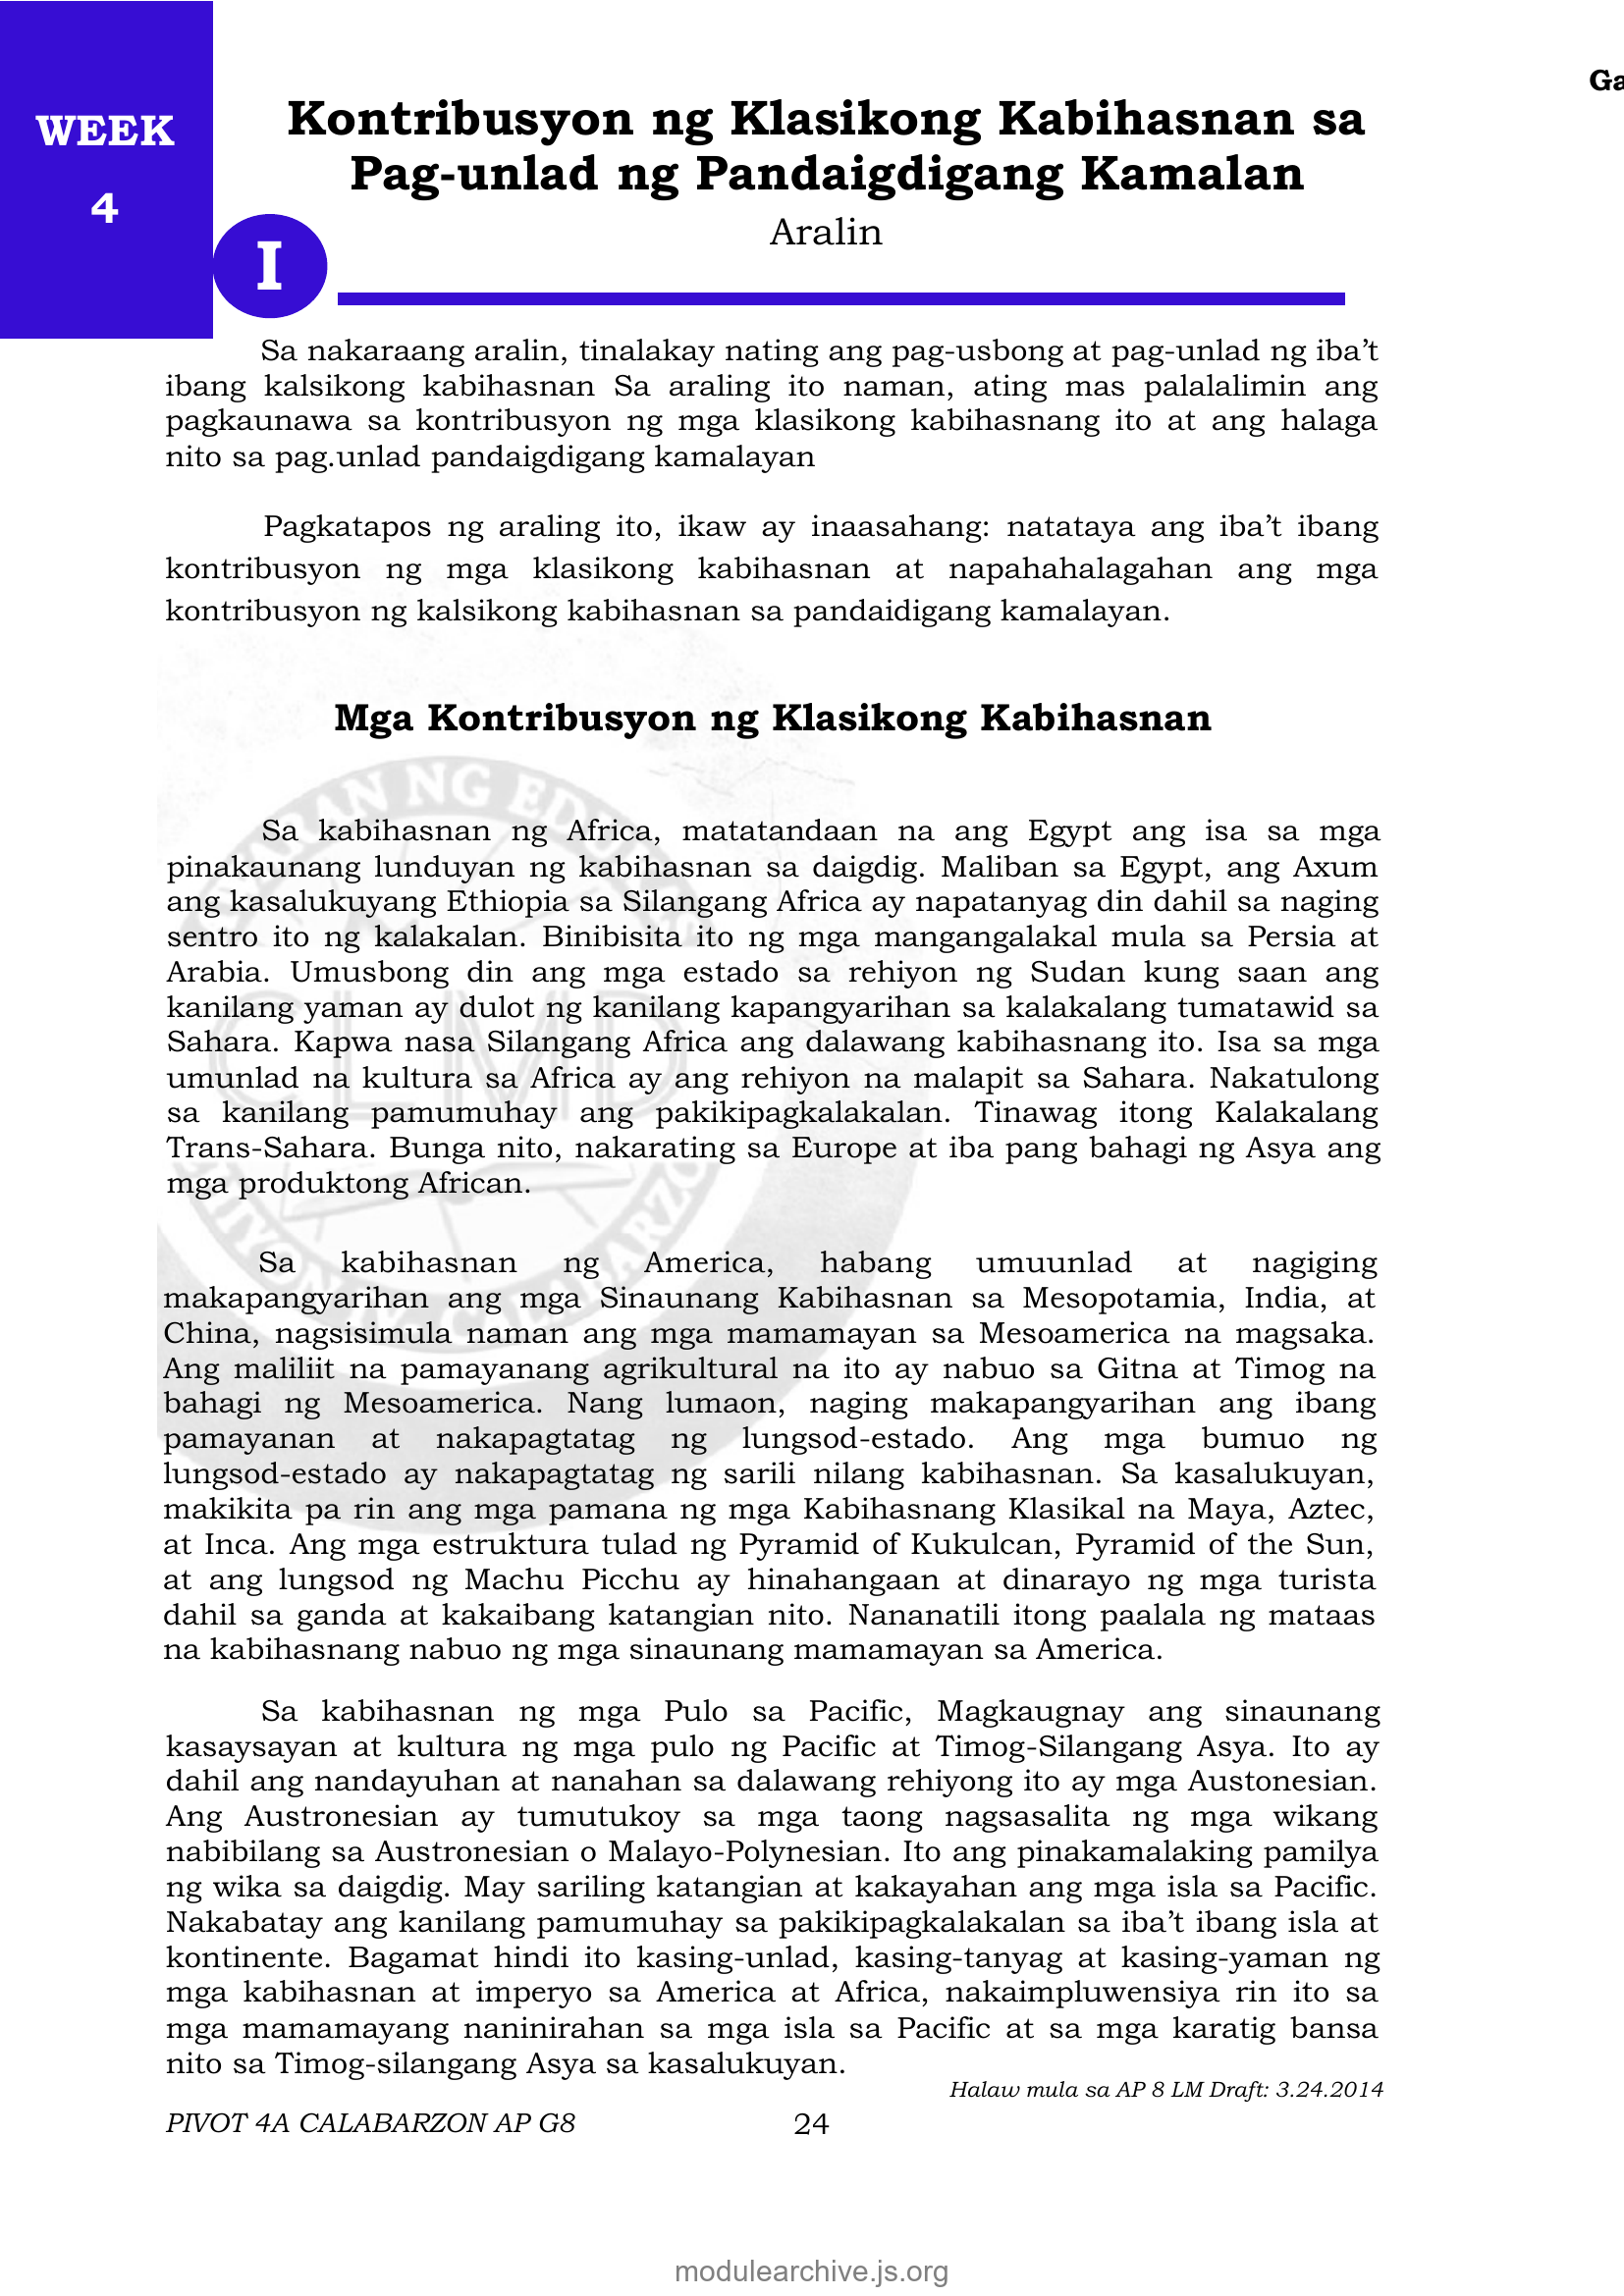 Ga
WEEK
4
Kontribusyon ng Klasikong Kabihasnan sa
Pag-unlad ng Pandaigdigang Kamalan
Aralin
I
Sa nakaraang aralin, tinalakay nating ang pag-usbong at pag-unlad ng iba’t
ibang kalsikong kabihasnan Sa araling ito naman, ating mas palalalimin ang
pagkaunawa sa kontribusyon ng mga klasikong kabihasnang ito at ang halaga
nito sa pag.unlad pandaigdigang kamalayan
Pagkatapos ng araling ito, ikaw ay inaasahang: natataya ang iba’t ibang
kontribusyon ng mga klasikong kabihasnan at napahahalagahan ang mga
kontribusyon ng kalsikong kabihasnan sa pandaidigang kamalayan.
Mga Kontribusyon ng Klasikong Kabihasnan
Sa kabihasnan ng Africa, matatandaan na ang Egypt ang isa sa mga
pinakaunang lunduyan ng kabihasnan sa daigdig. Maliban sa Egypt, ang Axum
ang kasalukuyang Ethiopia sa Silangang Africa ay napatanyag din dahil sa naging
sentro ito ng kalakalan. Binibisita ito ng mga mangangalakal mula sa Persia at
Arabia. Umusbong din ang mga estado sa rehiyon ng Sudan kung saan ang
kanilang yaman ay dulot ng kanilang kapangyarihan sa kalakalang tumatawid sa
Sahara. Kapwa nasa Silangang Africa ang dalawang kabihasnang ito. Isa sa mga
umunlad na kultura sa Africa ay ang rehiyon na malapit sa Sahara. Nakatulong
sa kanilang pamumuhay ang pakikipagkalakalan. Tinawag itong Kalakalang
Trans-Sahara. Bunga nito, nakarating sa Europe at iba pang bahagi ng Asya ang
mga produktong African.
Sa kabihasnan ng America, habang umuunlad at nagiging
makapangyarihan ang mga Sinaunang Kabihasnan sa Mesopotamia, India, at
China, nagsisimula naman ang mga mamamayan sa Mesoamerica na magsaka.
Ang maliliit na pamayanang agrikultural na ito ay nabuo sa Gitna at Timog na
bahagi ng Mesoamerica. Nang lumaon, naging makapangyarihan ang ibang
pamayanan at nakapagtatag ng lungsod-estado. Ang mga bumuo ng
lungsod-estado ay nakapagtatag ng sarili nilang kabihasnan. Sa kasalukuyan,
makikita pa rin ang mga pamana ng mga Kabihasnang Klasikal na Maya, Aztec,
at Inca. Ang mga estruktura tulad ng Pyramid of Kukulcan, Pyramid of the Sun,
at ang lungsod ng Machu Picchu ay hinahangaan at dinarayo ng mga turista
dahil sa ganda at kakaibang katangian nito. Nananatili itong paalala ng mataas
na kabihasnang nabuo ng mga sinaunang mamamayan sa America.
Sa kabihasnan ng mga Pulo sa Pacific, Magkaugnay ang sinaunang
kasaysayan at kultura ng mga pulo ng Pacific at Timog-Silangang Asya. Ito ay
dahil ang nandayuhan at nanahan sa dalawang rehiyong ito ay mga Austonesian.
Ang Austronesian ay tumutukoy sa mga taong nagsasalita ng mga wikang
nabibilang sa Austronesian o Malayo-Polynesian. Ito ang pinakamalaking pamilya
ng wika sa daigdig. May sariling katangian at kakayahan ang mga isla sa Pacific.
Nakabatay ang kanilang pamumuhay sa pakikipagkalakalan sa iba’t ibang isla at
kontinente. Bagamat hindi ito kasing-unlad, kasing-tanyag at kasing-yaman ng
mga kabihasnan at imperyo sa America at Africa, nakaimpluwensiya rin ito sa
mga mamamayang naninirahan sa mga isla sa Pacific at sa mga karatig bansa
nito sa Timog-silangang Asya sa kasalukuyan.
Halaw mula sa AP 8 LM Draft: 3.24.2014
PIVOT 4A CALABARZON AP G8
24
CLMD
modulearchive.js.org